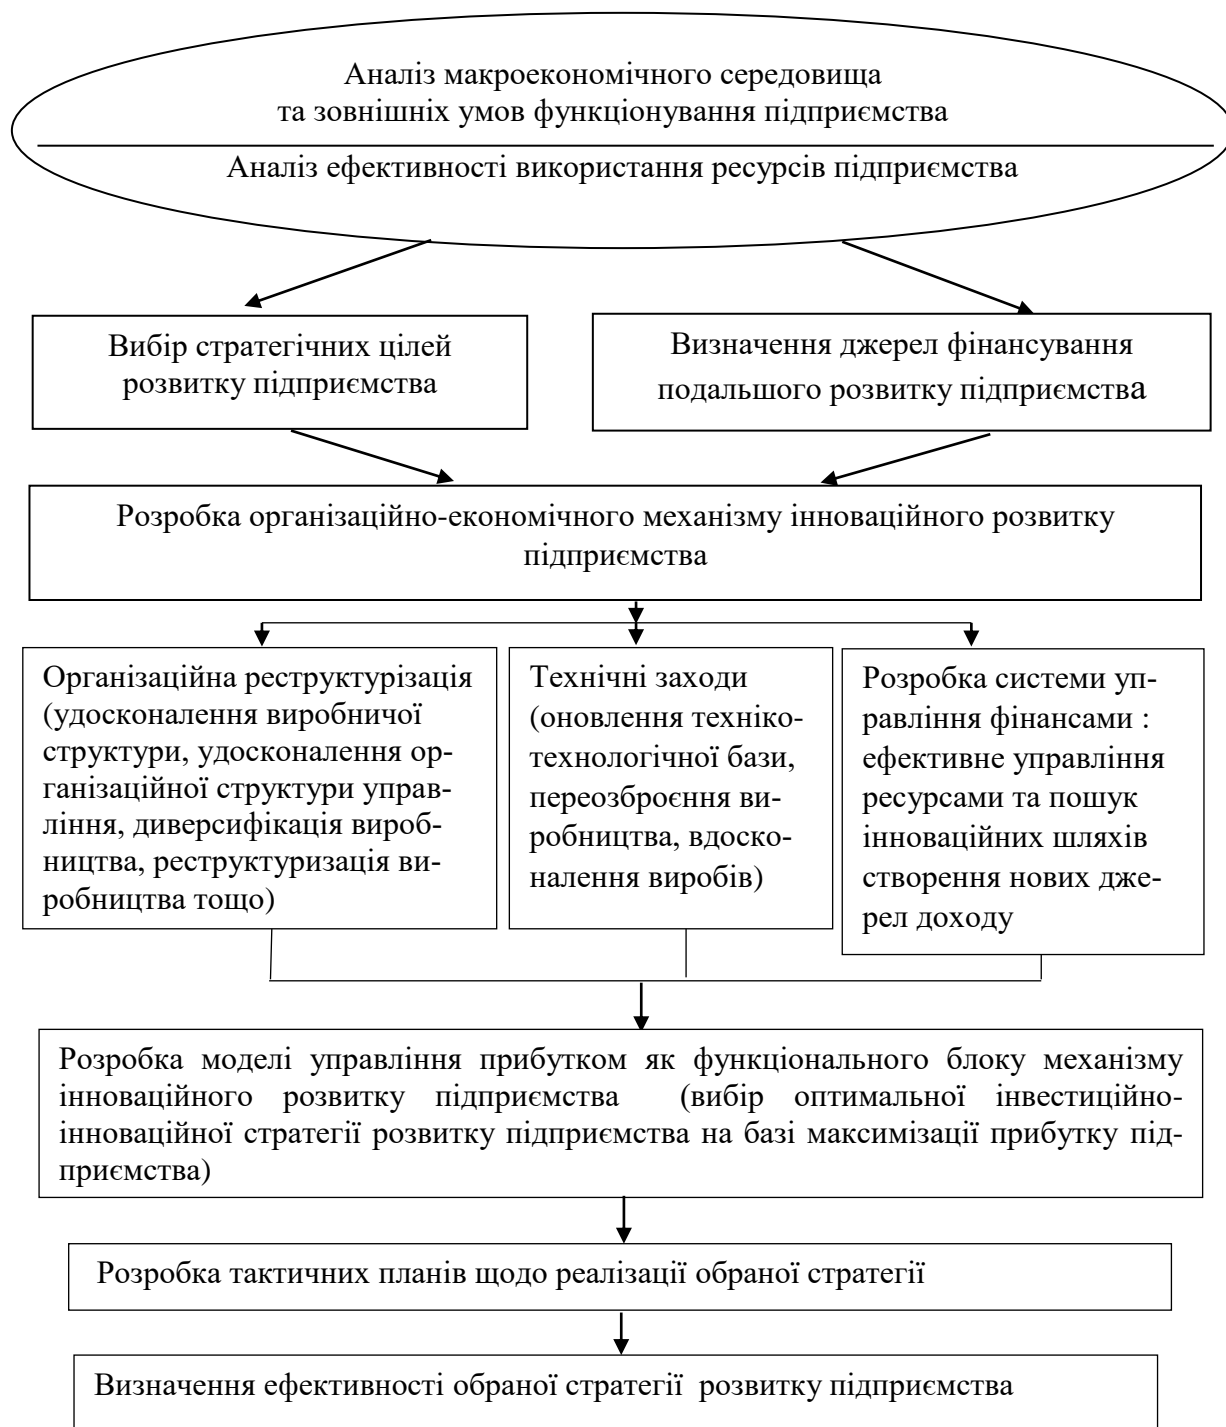 Аналіз макроекономічного середовища
та зовнішніх умов функціонування підприємства
Аналіз ефективності використання ресурсів підприємства
Вибір стратегічних цілей
розвитку підприємства
Визначення джерел фінансування
подальшого розвитку підприємства
Розробка організаційно-економічного механізму інноваційного розвитку
підприємства
Організаційна реструктурізація
(удосконалення виробничої
структури, удосконалення ор-
ганізаційної структури управ-
ління, диверсифікація вироб-
ництва, реструктуризація ви-
робництва тощо)
Технічні заходи
(оновлення техніко-
технологічної бази,
переозброєння ви-
робництва, вдоско-
налення виробів)
Розробка системи уп-
равління фінансами :
ефективне управління
ресурсами та пошук
інноваційних шляхів
створення нових дже-
рел доходу
Розробка моделі управління прибутком як функціонального блоку механізму
інноваційного розвитку підприємства (вибір оптимальної інвестиційно-
інноваційної стратегії розвитку підприємства на базі максимізації прибутку під-
приємства)
Розробка тактичних планів щодо реалізації обраної стратегії
Визначення ефективності обраної стратегії розвитку підприємства